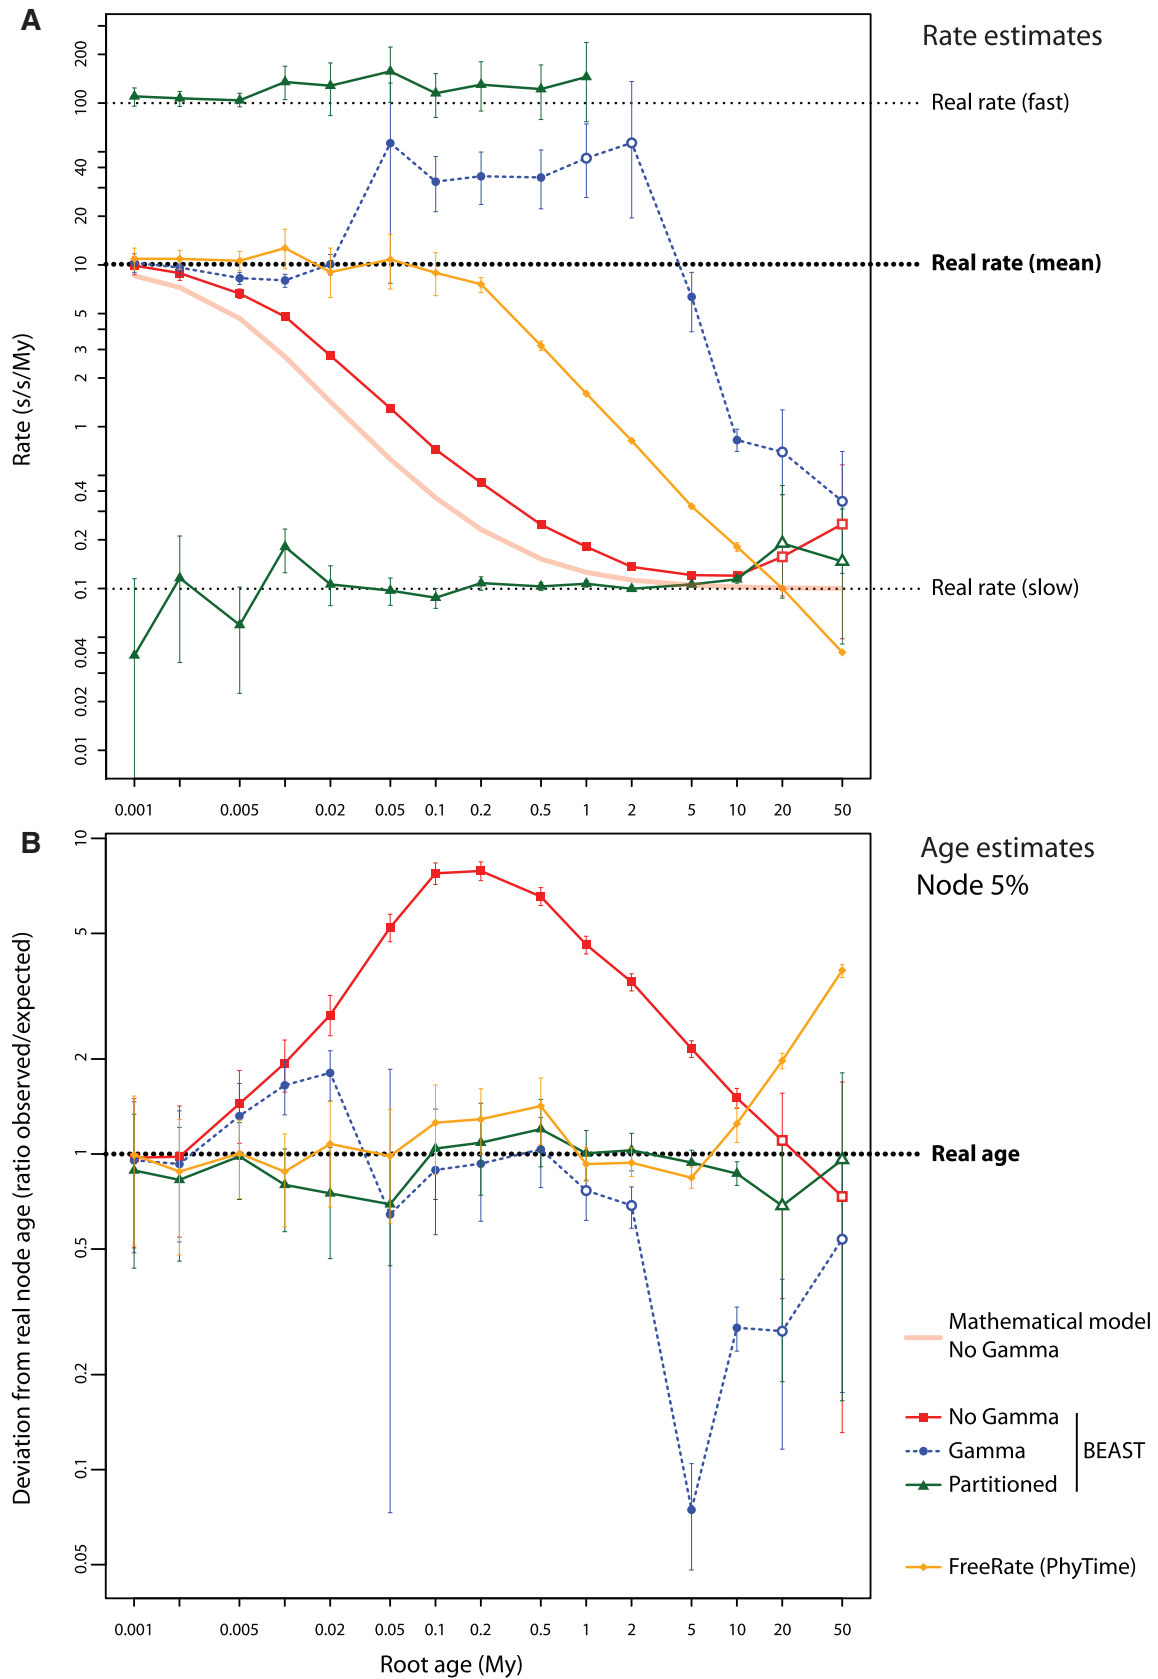 A
Rate estimates
200
100
40
20
10
5
3
2
1
0.4
0.2
0.1
0.04
0.02
0.01
Rate (s/s/My)
Real rate (fast)
Real rate (mean)
Real rate (slow)
0.001 0.005 0.02 0.05 0.1 0.2 0.5 1 2 5 10 20 50
B
Age estimates
Node 5%
10
5
2
1
0.5
0.2
0.1
0.05
Deviation from real node age (ratio observed/expected)
Real age
Mathematical model
No Gamma
No Gamma
Gamma
Partitioned
BEAST
FreeRate (PhyTime)
0.001 0.005 0.02 0.05 0.1 0.2 0.5 1 2 5 10 20 50
Root age (My)